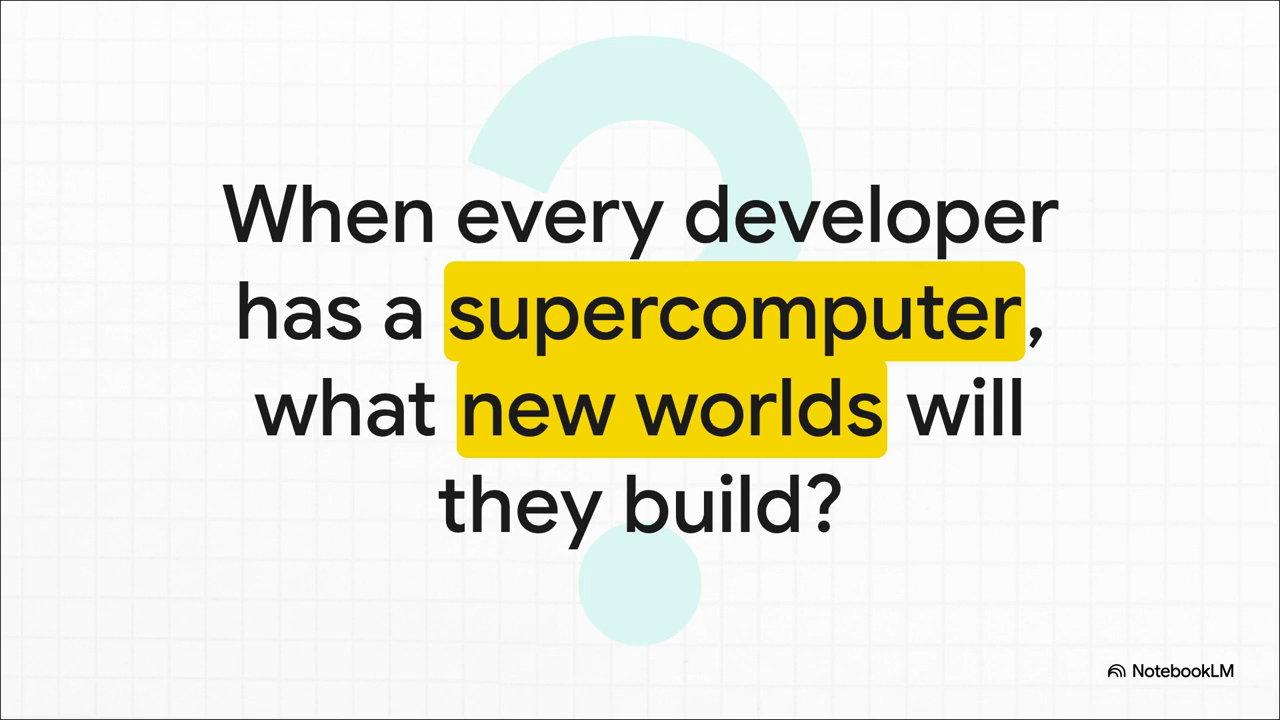 When every developer
has a supercomputer,
what new worlds will
they build?
NotebookLM